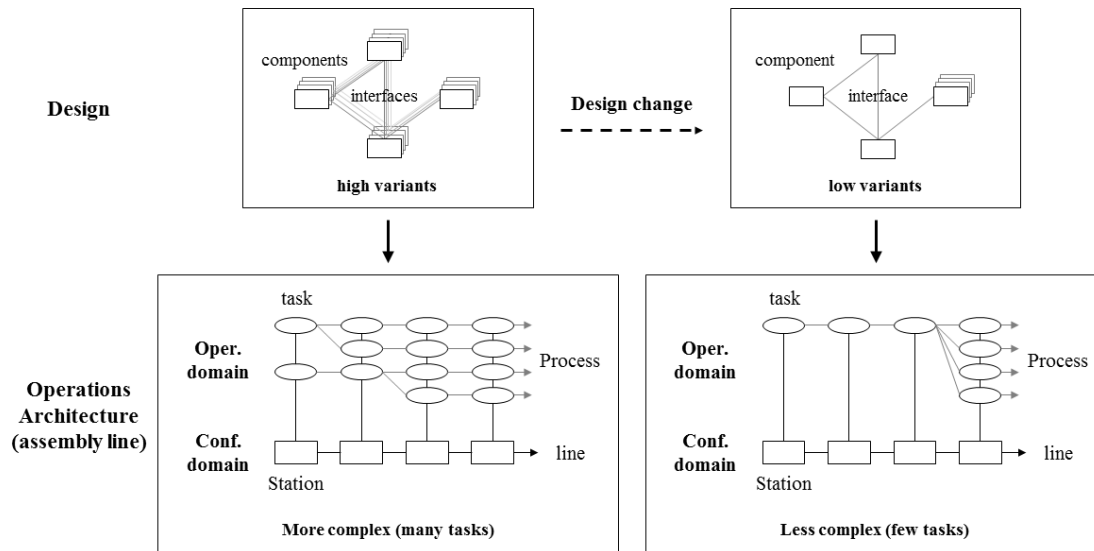 components
interfaces
high variants
Design
Design change
component
interface
low variants
task
Oper.
domain
Process
Operations
Architecture
(assembly line)
Conf.
domain
line
Station
More complex (many tasks)
task
Oper.
domain
Process
Conf.
domain
line
Station
Less complex (few tasks)